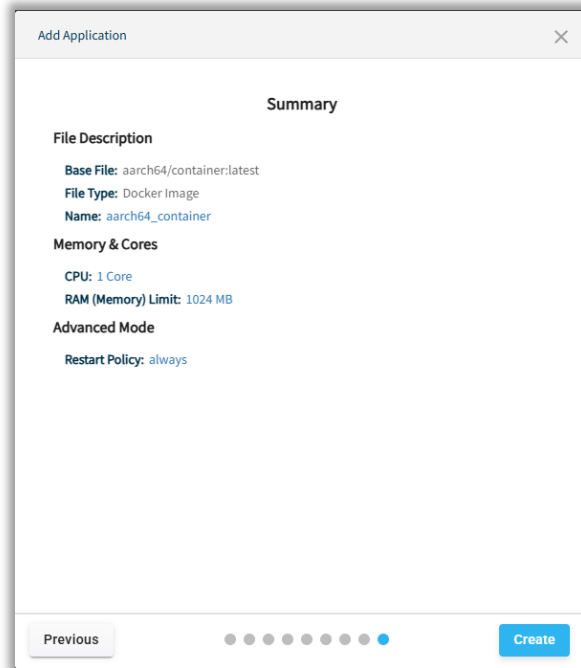 Add Application
Summary
File Description
Base File: aarch64/container:latest
File Type: Docker Image
Name: aarch64_container
Memory & Cores
CPU: 1 Core
RAM (Memory) Limit: 1024 MB
Advanced Mode
Restart Policy: always
Previous
Create